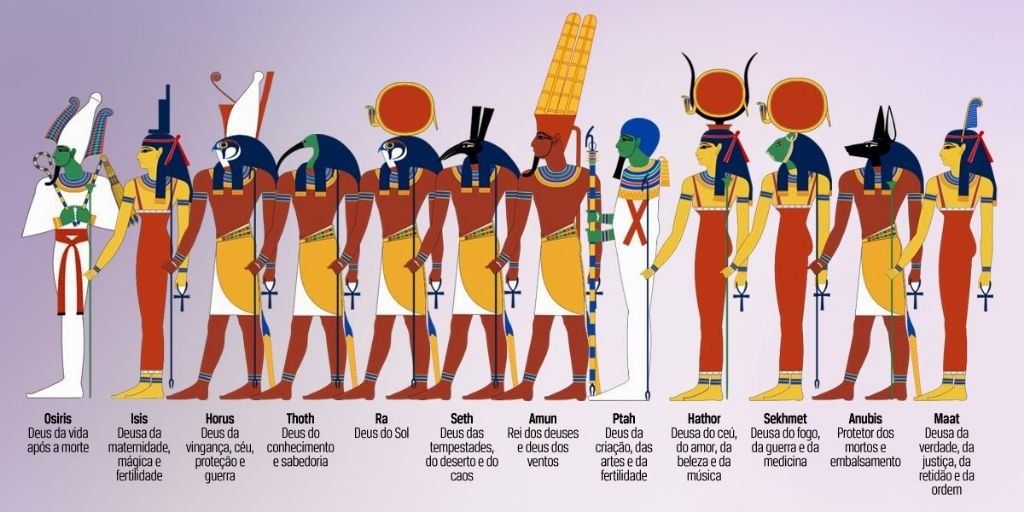 Osiris
Deus da vida
após a morte
Isis
Deusa da
maternidade,
mágica e
fertilidade
Horus
Deus da
vingança, céu,
proteção e
guerra
Thoth
Deus do
conhecimento
e sabedoria
Ra
Deus do Sol
Seth
Deus das
tempestades,
do deserto e do
caos
Amun
Rei dos deuses
e deus dos
ventos
Ptah
Deus da
criação, das
artes e da
fertilidade
Hathor
Deusa do céu,
do amor, da
beleza e da
música
Sekhmet
Deusa do fogo,
da guerra e da
medicina
Anubis
Protetor dos
mortos e
embalsamento
Maat
Deusa da
verdade, da
justiça, da
retidão e da
ordem